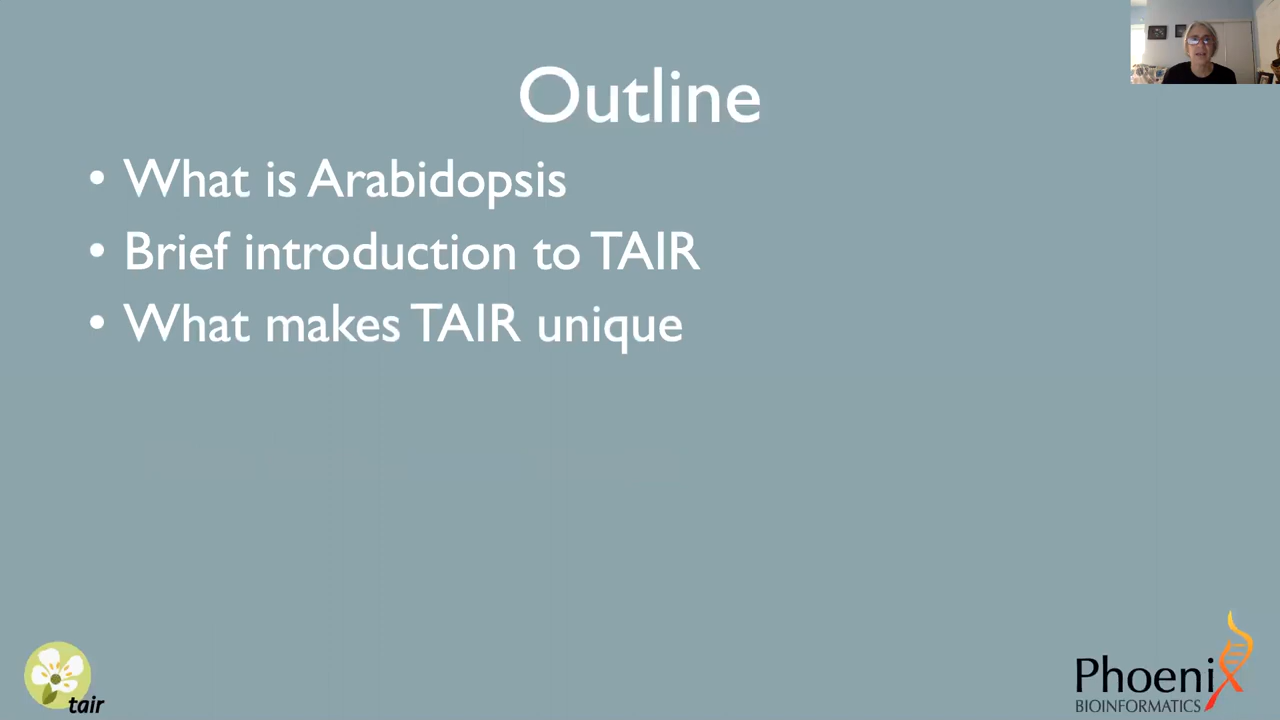 Outline
• What is Arabidopsis
• Brief introduction to TAIR
• What makes TAIR unique
tair
Phoenix
BIOINFORMATICS